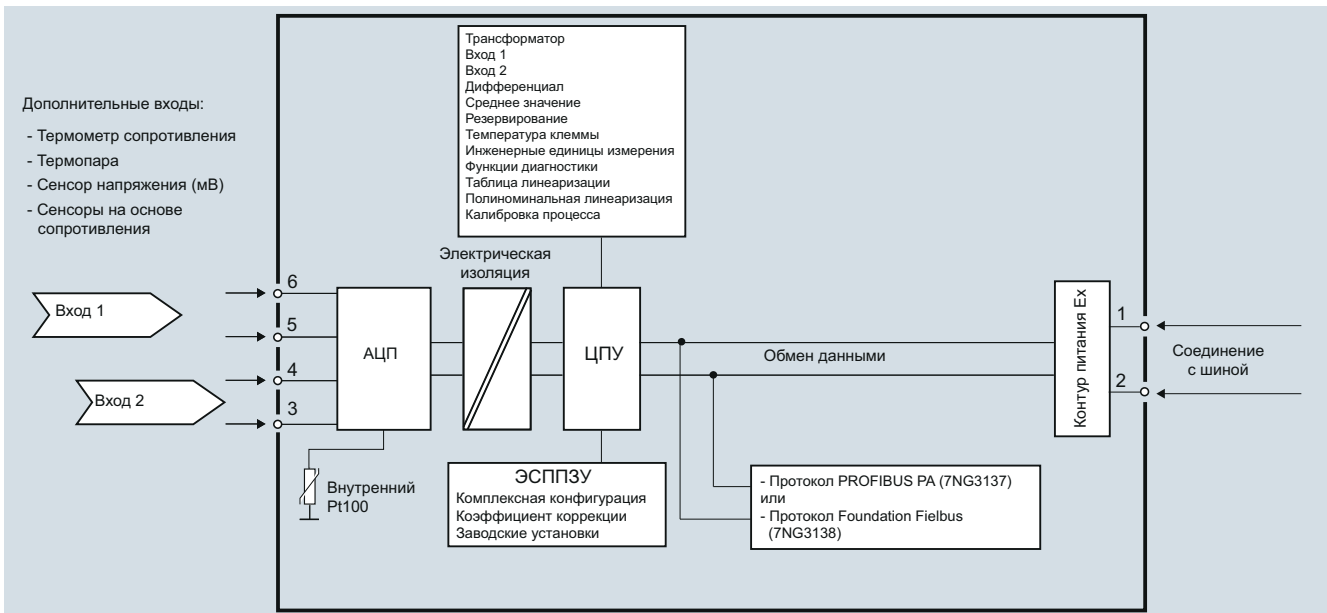 Трансформатор
Вход 1
Вход 2
Дифференциал
Среднее значение
Резервирование
Температура клеммы
Инженерные единицы измерения
Функции диагностики
Таблица линеаризации
Полиноминальная линеаризация
Калибровка процесса
Дополнительные входы:
- Термометр сопротивления
- Термопара
- Сенсор напряжения (мВ)
- Сенсоры на основе
сопротивления
Электрическая
изоляция
Вход 1
Вход 2
6
5
4
3
АЦП
ЦПУ
Обмен данными
Контур питания Ex
1
2
Соединение
с шиной
Внутренний
Pt100
ЭСППЗУ
Комплексная конфигурация
Коэффициент коррекции
Заводские установки
- Протокол PROFIBUS PA (7NG3137)
или
- Протокол Foundation Fielbus
(7NG3138)